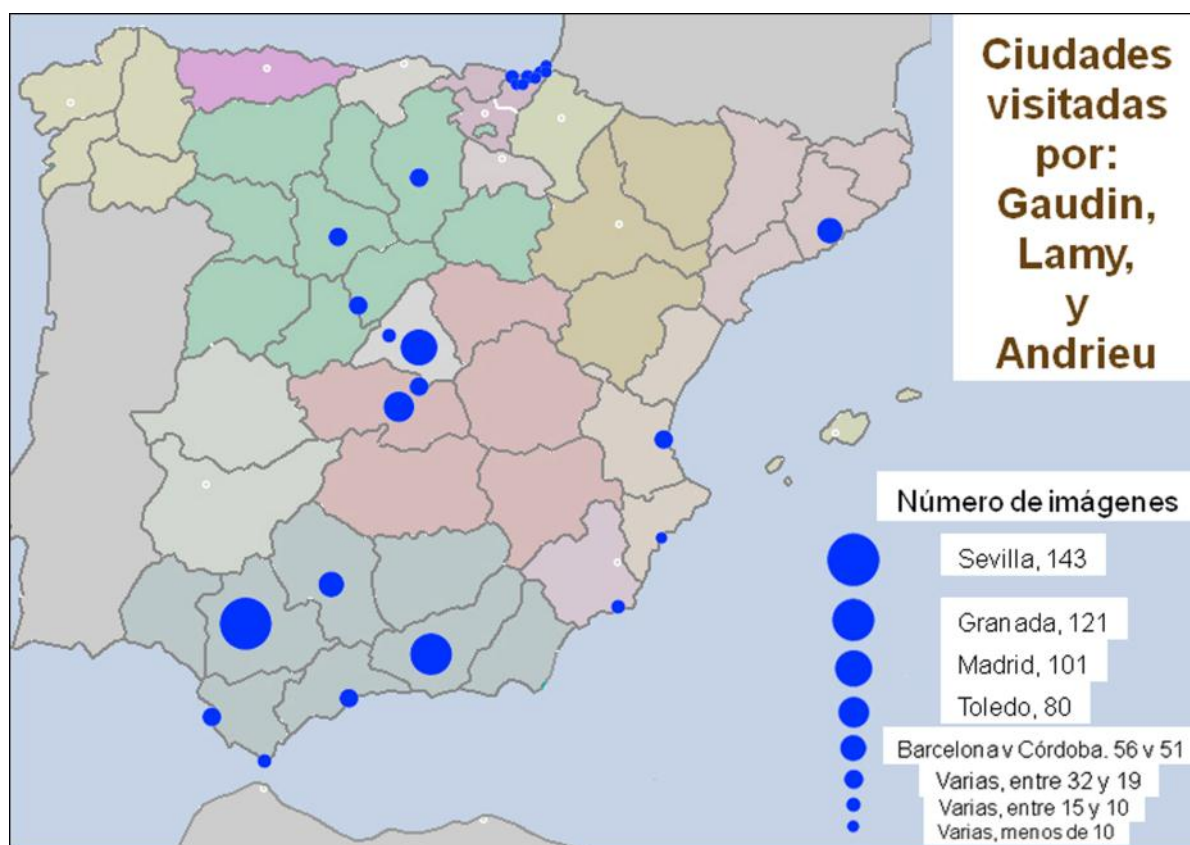 Ciudades
visitadas
por:
Gaudin,
Lamy,
y
Andrieu
Número de imágenes
Sevilla, 143
Granada, 121
Madrid, 101
Toledo, 80
Barcelona y Córdoba. 56 y 51
Varias, entre 32 y 19
Varias, entre 15 y 10
Varias, menos de 10